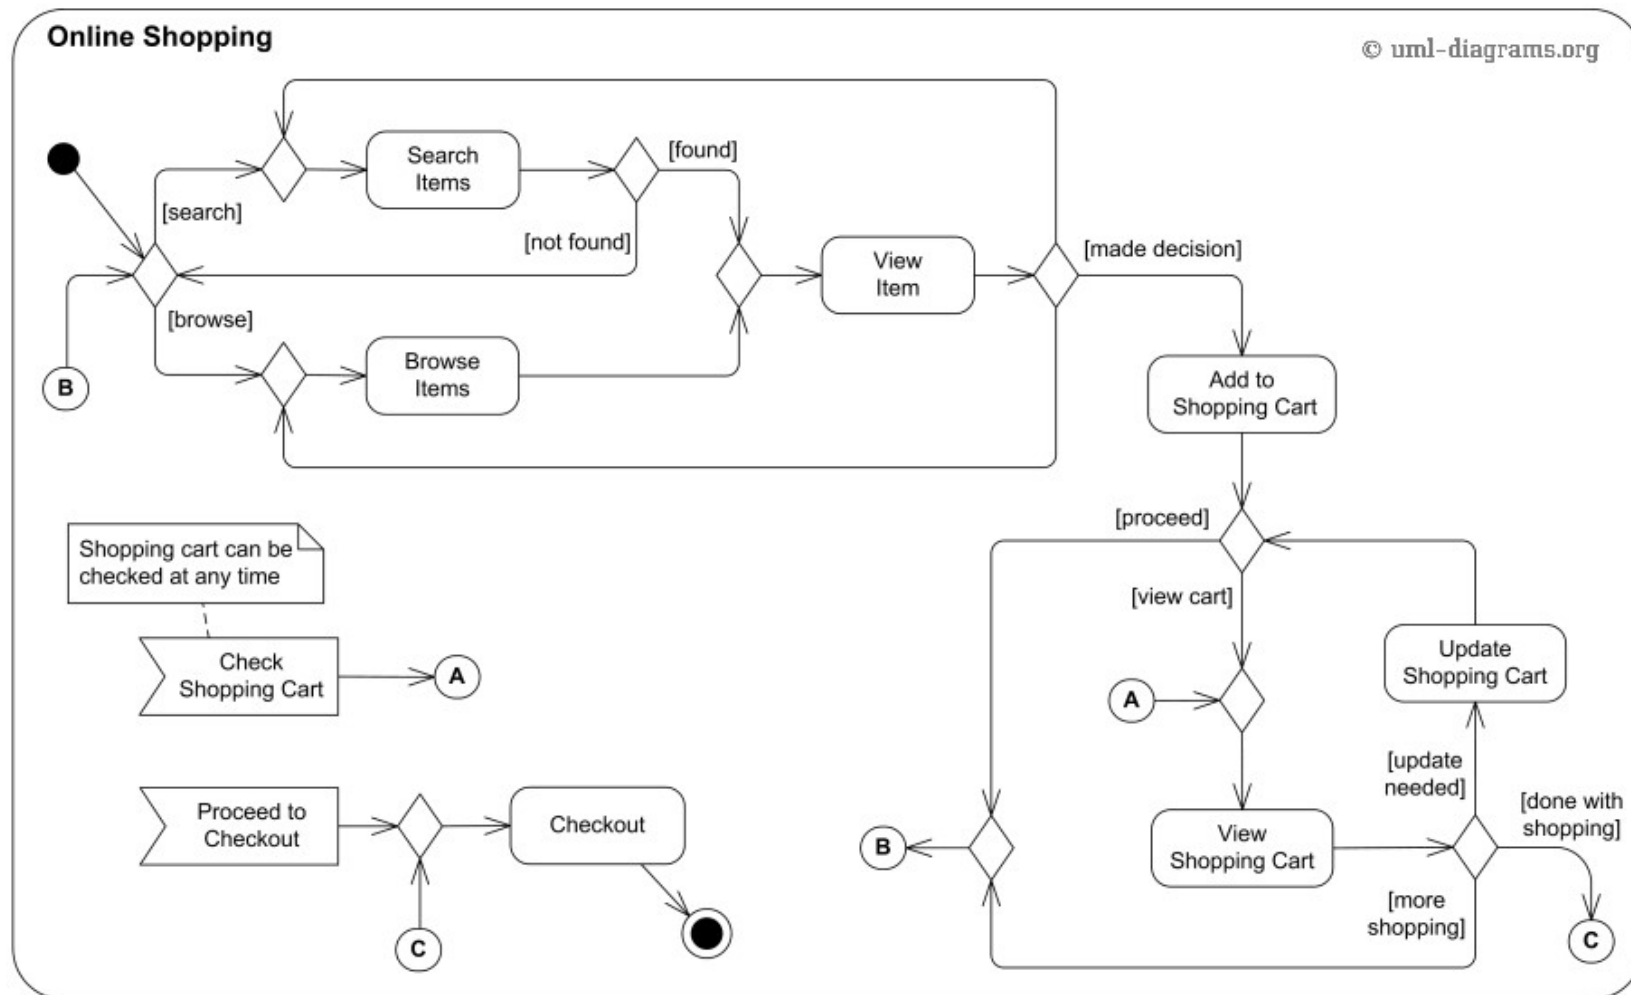 Online Shopping
© uml-diagrams.org
Search
Items
[found]
[search]
[not found]
View
Item
[made decision]
[browse]
Browse
Items
B
Add to
Shopping Cart
[proceed]
Shopping cart can be
checked at any time
[view cart]
Check
Shopping Cart
A
A
Update
Shopping Cart
[update
needed]
[done with
shopping]
Proceed to
Checkout
Checkout
B
View
Shopping Cart
[more
shopping]
C
C